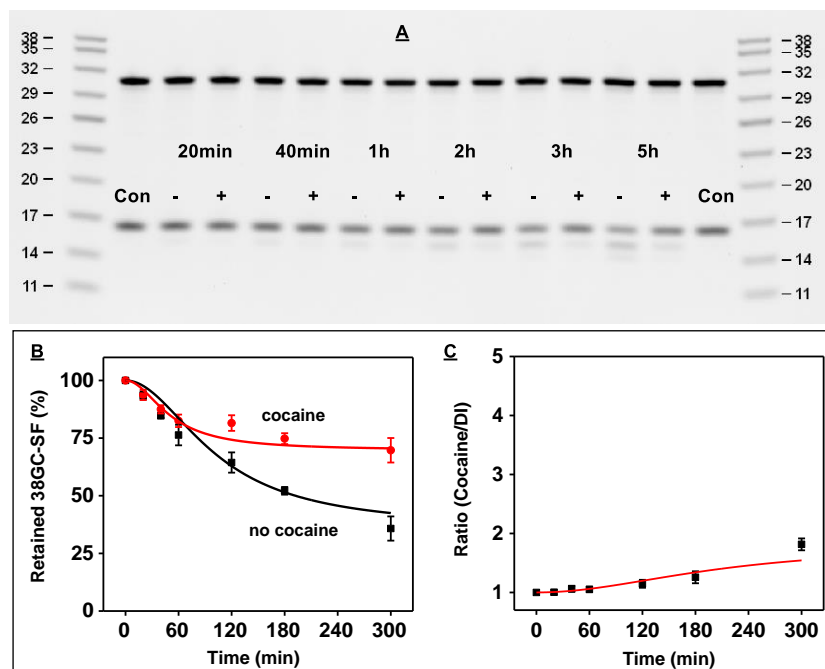 A
38
35
32
29
26
23
20
17
14
11
38
35
32
29
26
23
20
17
14
11
20min 40min 1h 2h 3h 5h
Con - + - + - + - + - + - + Con
B
100
75
50
25
0
Retained 38GC-SF (%)
cocaine
no cocaine
0 60 120 180 240 300
Time (min)
C
5
4
3
2
1
Ratio (Cocaine/DI)
0 60 120 180 240 300
Time (min)